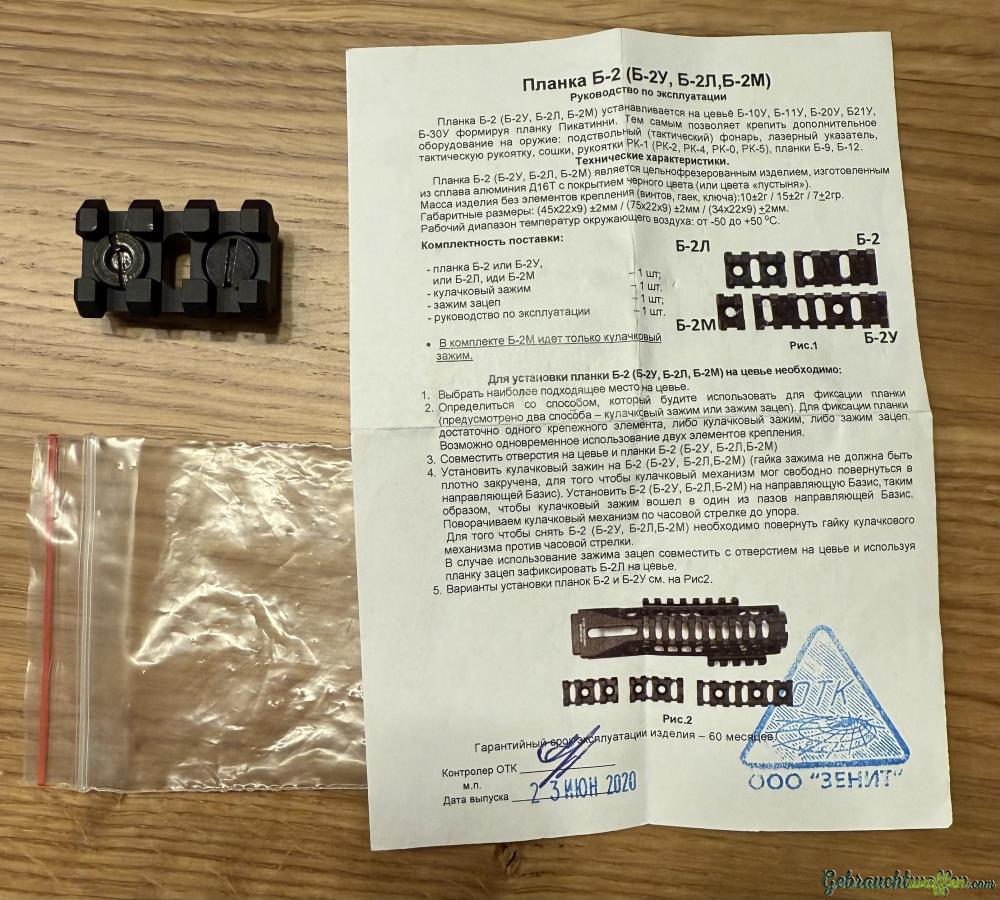 Планка Б-2 (Б-2У, Б-2Л,Б-2М)
Руководство по эксплуатации
Планка Б-2 (Б-2У, Б-2Л, Б-2М) устанавливается на цевье Б-10У, Б-11У, Б-20У, Б21У,
Б-30У формируя планку Пикатинни. Тем самым позволяет крепить дополнительное
оборудование на оружие: подствольный (тактический) фонарь, лазерный указатель,
тактическую рукоятку, сошки, рукоятки РК-1 (РК-2, РК-4, РК-0, РК-5), планки Б-9, Б-12.
Технические характеристики.
Планка Б-2 (Б-2У, Б-2Л, Б-2М) является цельнофрезерованным изделием, изготовленным
из сплава алюминия Д16Т с покрытием черного цвета (или цвета «пустыня»).
Масса изделия без элементов крепления (винтов, гаек, ключа):10±2г / 15±2г / 7±2гр.
Габаритные размеры: (45х22х9) ±2мм / (75х22х9) ±2мм / (34х22х9) ±2мм.
Рабочий диапазон температур окружающего воздуха: от -50 до +50 ⁰С.
Комплектность поставки:
- планка Б-2 или Б-2У,
или Б-2Л, иди Б-2М – 1 шт;
- кулачковый зажим – 1 шт.
- зажим зацеп – 1 шт;
- руководство по эксплуатации – 1 шт.
• В комплекте Б-2М идет только кулачковый
зажим.
Б-2Л Б-2
Б-2М Б-2У
Рис.1
Для установки планки Б-2 (Б-2У, Б-2Л, Б-2М) на цевье необходимо:
1. Выбрать наиболее подходящее место на цевье.
2. Определиться со способом, который будите использовать для фиксации планки
(предусмотрено два способа – кулачковый зажим или зажим зацеп). Для фиксации планки
достаточно одного крепежного элемента, либо кулачковый зажим, либо зажим зацеп.
Возможно одновременное использование двух элементов крепления.
3. Совместить отверстия на цевье и планки Б-2 (Б-2У, Б-2Л,Б-2М)
4. Установить кулачковый зажин на Б-2 (Б-2У, Б-2Л,Б-2М) (гайка зажима не должна быть
плотно закручена, для того чтобы кулачковый механизм мог свободно повернуться в
направляющей Базис). Установить Б-2 (Б-2У, Б-2Л,Б-2М) на направляющую Базис, таким
образом, чтобы кулачковый зажим вошел в один из пазов направляющей Базис.
Поворачиваем кулачковый механизм по часовой стрелке до упора.
Для того чтобы снять Б-2 (Б-2У, Б-2Л,Б-2М) необходимо повернуть гайку кулачкового
механизма против часовой стрелки.
В случае использование зажима зацеп совместить с отверстием на цевье и используя
планку зацеп зафиксировать Б-2Л на цевье.
5. Варианты установки планок Б-2 и Б-2У см. на Рис2.
Рис.2
Гарантийный срок эксплуатации изделия – 60 месяцев.
Контролер ОТК
м.п.
Дата выпуска 23 ИЮН 2020
ОТК
ООО "ЗЕНИТ"
Gebrauchtwaffen.com